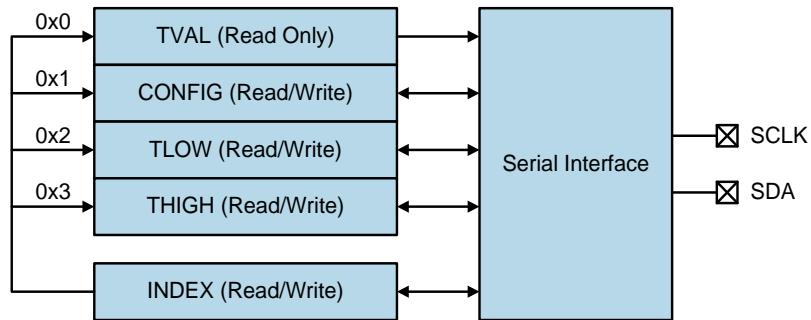 0x0
TVAL (Read Only)
0x1
CONFIG (Read/Write)
0x2
TLOW (Read/Write)
0x3
THIGH (Read/Write)
INDEX (Read/Write)
Serial Interface
SCLK
SDA